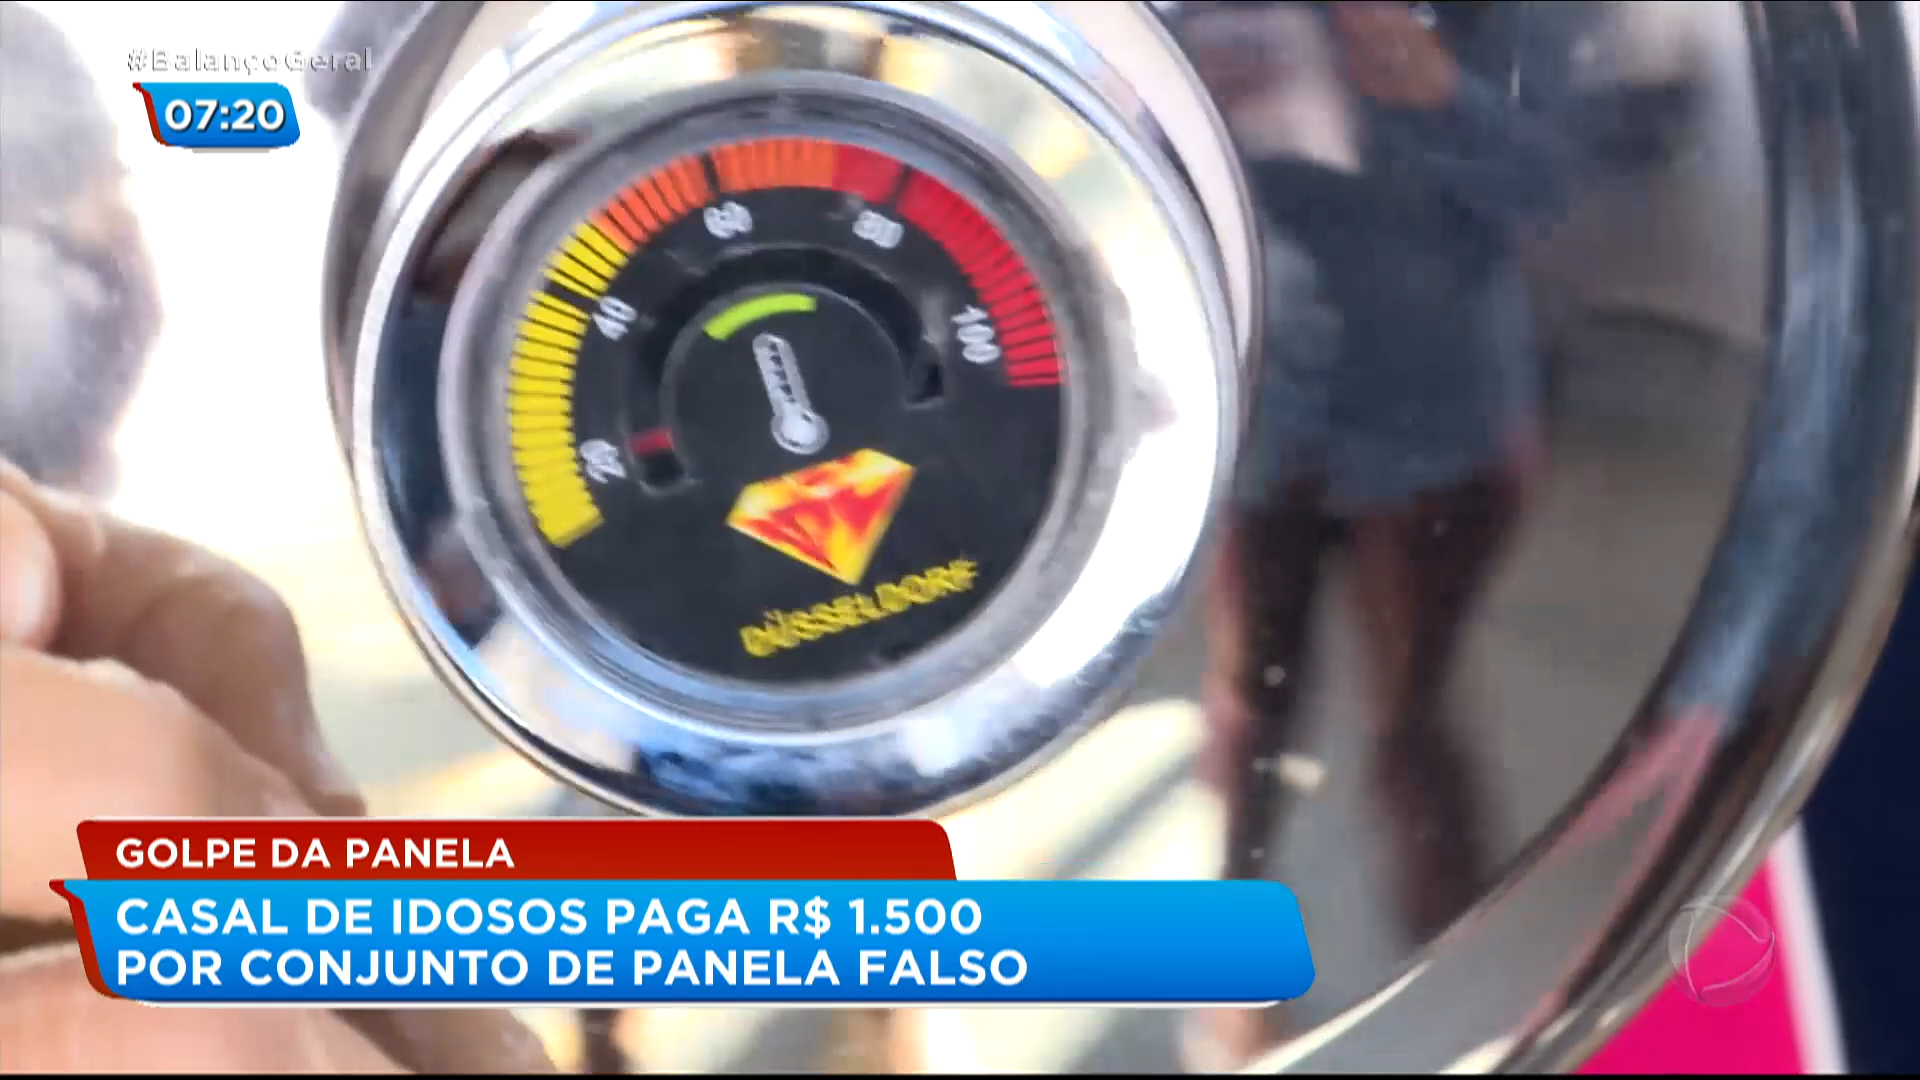 #BalançoGeral
07:20
60
80
40
100
20
DÜSSELDORF
GOLPE DA PANELA
CASAL DE IDOSOS PAGA R$ 1.500
POR CONJUNTO DE PANELA FALSO